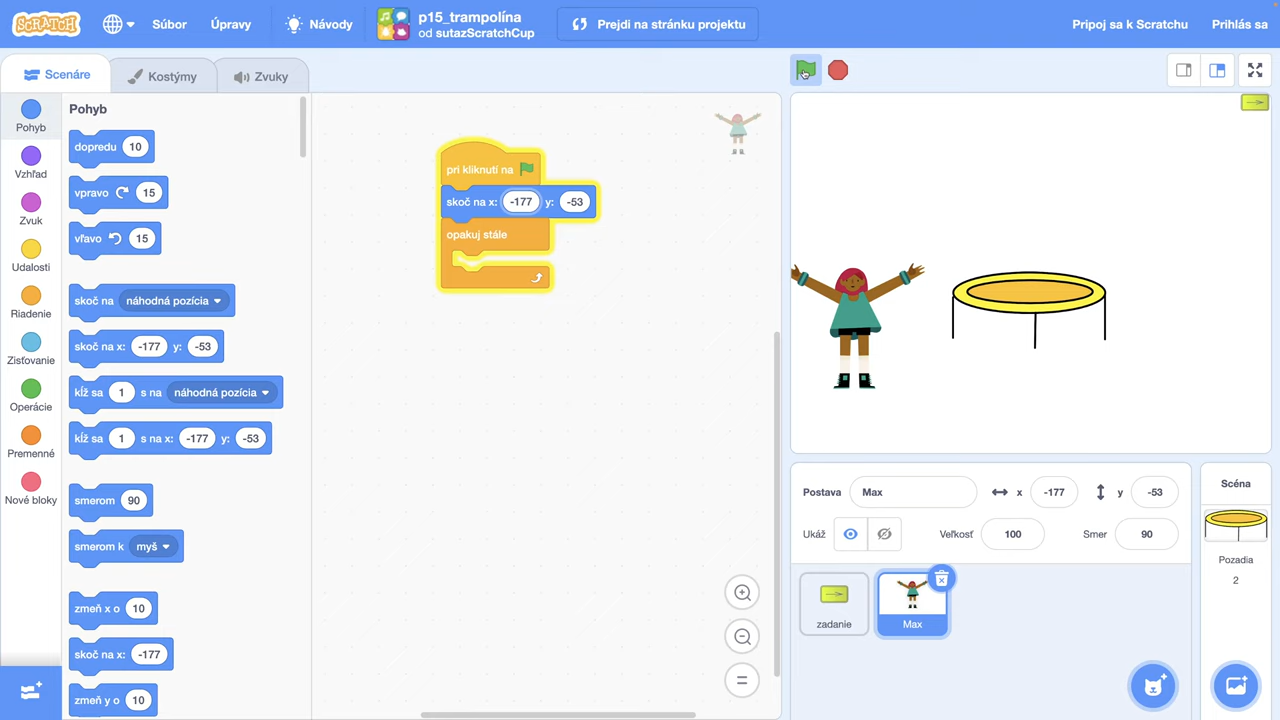 SCRATCH
Súbor
Úpravy
Návody
p15_trampolína
od sutazScratchCup
Prejdi na stránku projektu
Pripoj sa k Scratchu
Prihlás sa
Scenáre
Kostýmy
Zvuky
Pohyb
Vzhľad
Zvuk
Udalosti
Riadenie
Zisťovanie
Operácie
Premenné
Nové bloky
Pohyb
dopredu 10
vpravo 15
vľavo 15
skoč na náhodná pozícia
skoč na x: -177 y: -53
kĺž sa 1 s na náhodná pozícia
kĺž sa 1 s na x: -177 y: -53
smerom 90
smerom k myš
zmeň x o 10
skoč na x: -177
zmeň y o 10
pri kliknutí na
skoč na x: -177 y: -53
opakuj stále
Postava Max x -177 y -53
Ukáž Veľkosť 100 Smer 90
zadanie
Max
Scéna
Pozadia
2